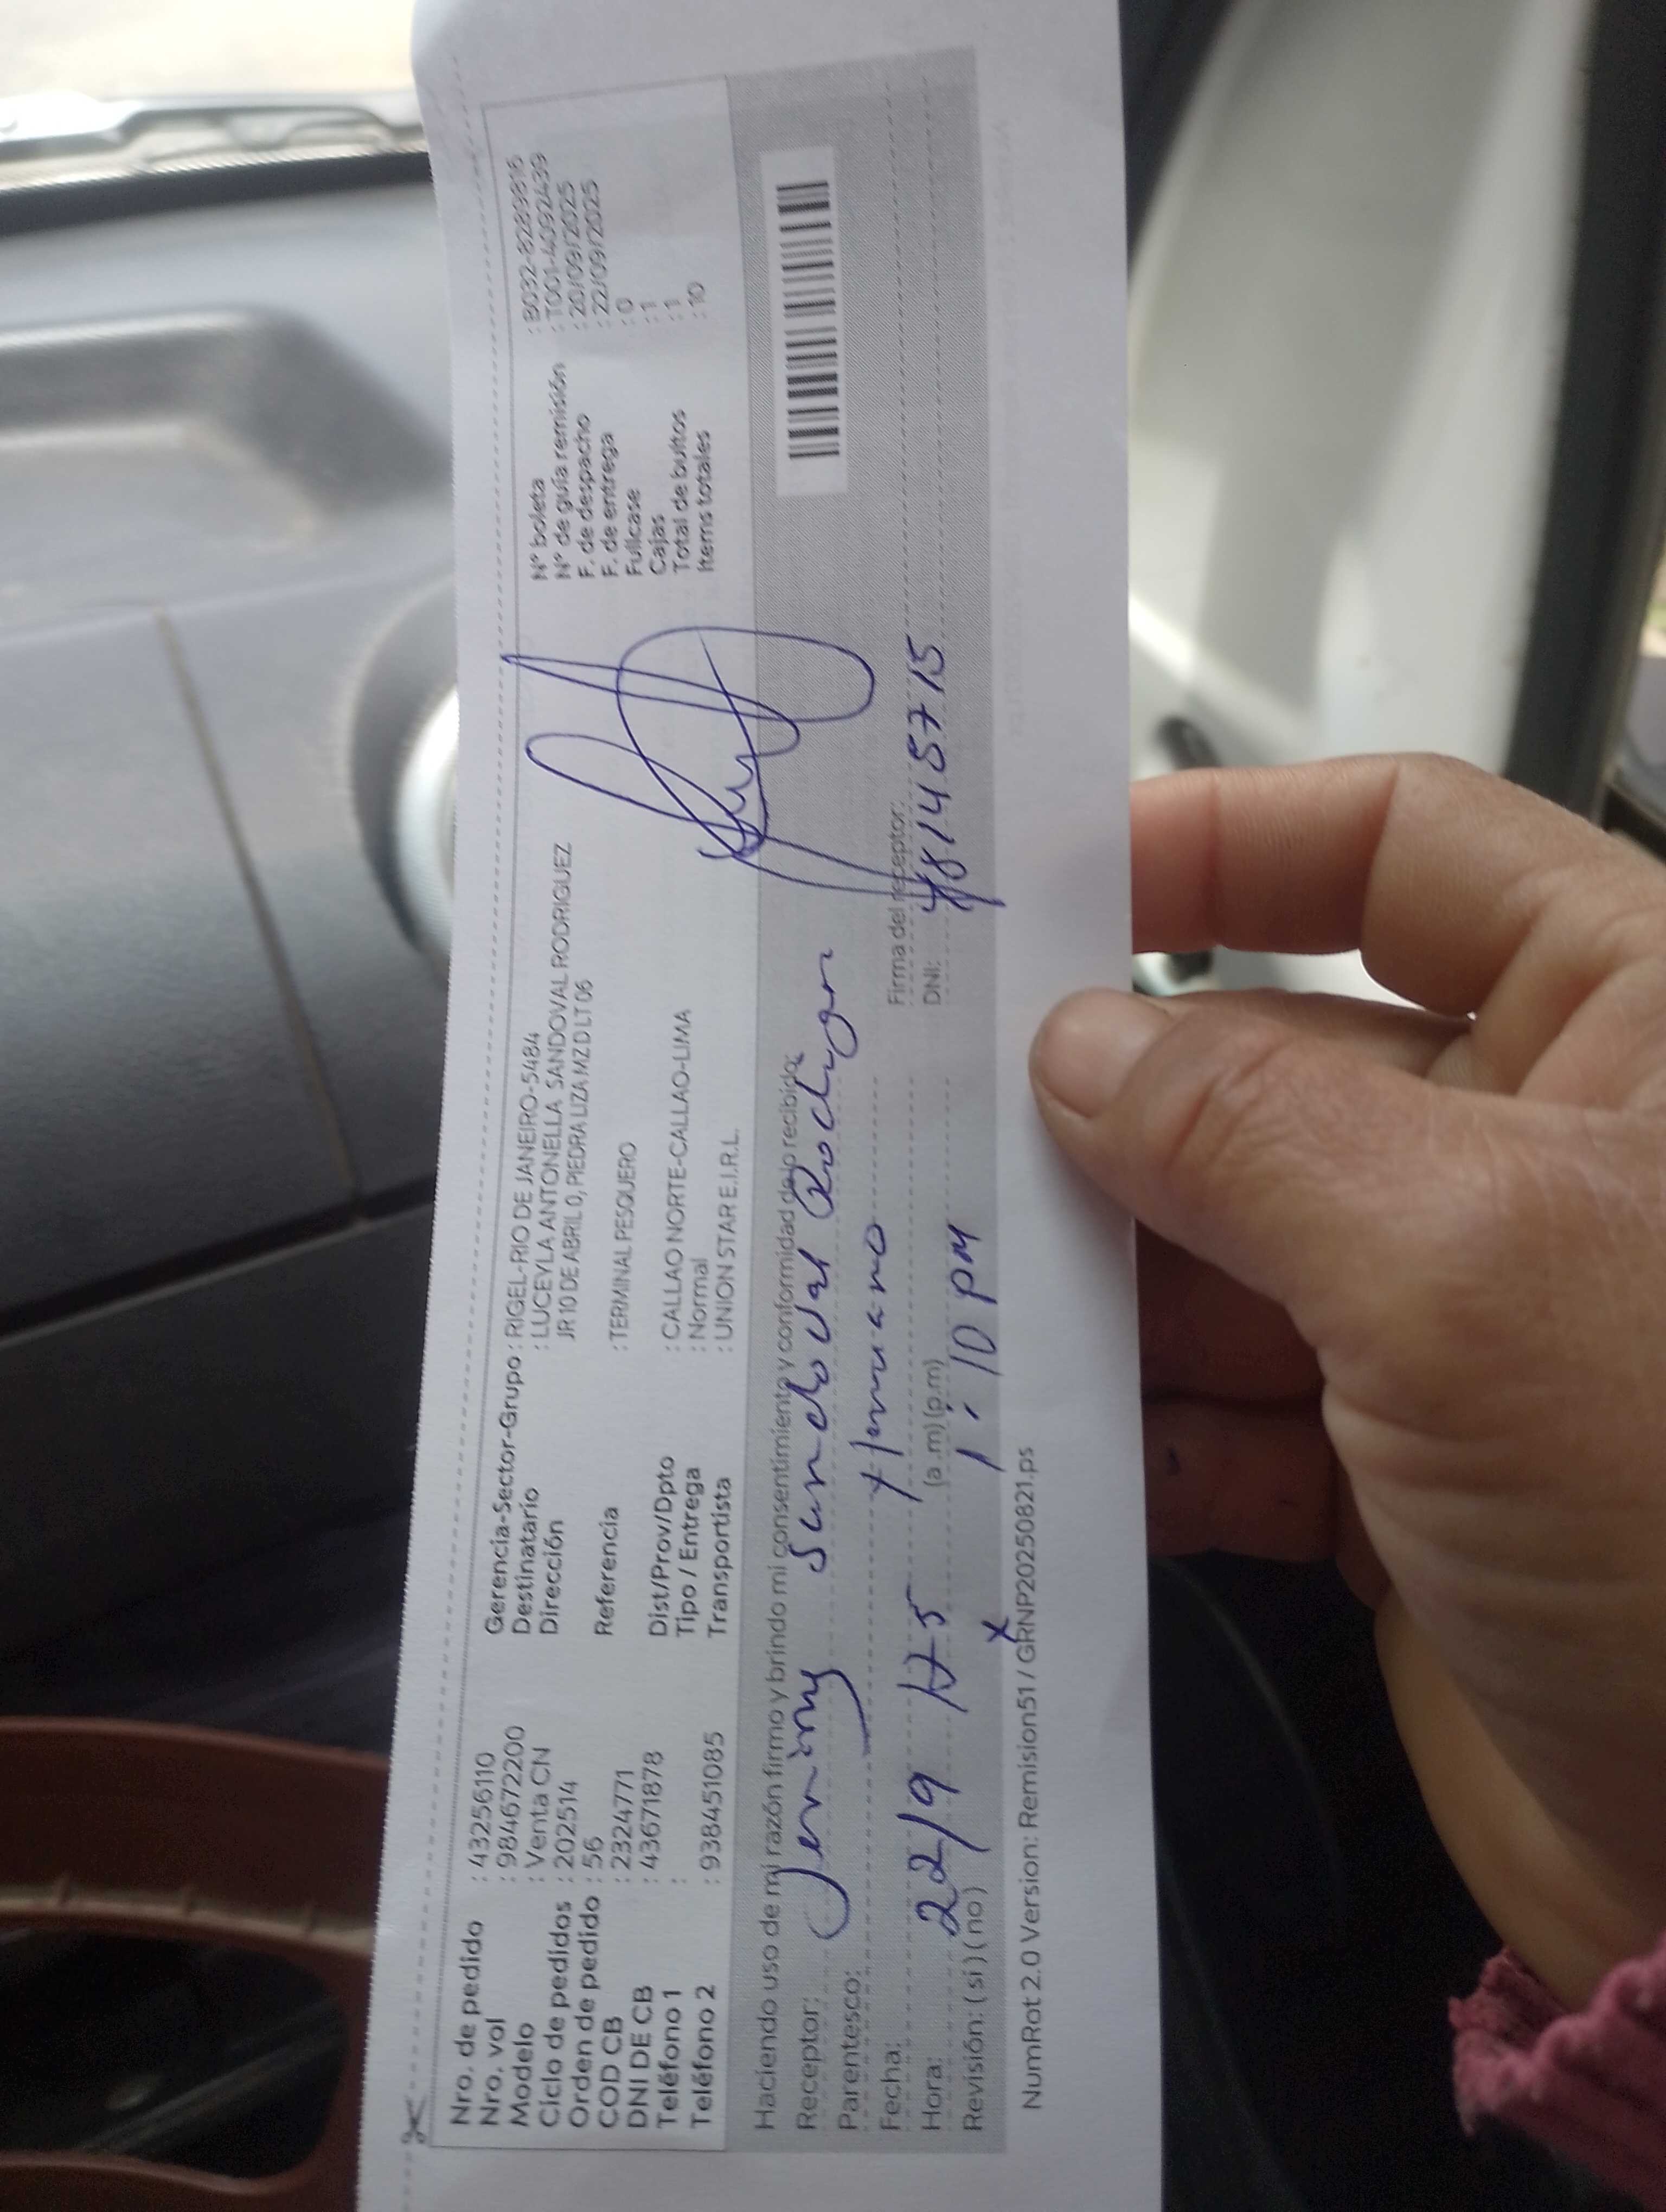 Nro. de pedido : 43256110
Nro. vol : 984672200
Modelo : Venta CN
Ciclo de pedidos : 202514
Orden de pedido : 56
COD CB : 2324771
DNI DE CB : 43671878
Teléfono 1 :
Teléfono 2 : 938451085
Gerencia-Sector-Grupo : RIGEL-RIO DE JANEIRO-5484
Destinatario : LUCEYLA ANTONELLA SANDOVAL RODRIGUEZ
Dirección JR 10 DE ABRIL 0, PIEDRA LIZA MZ D LT 06
Referencia : TERMINAL PESQUERO
Dist/Prov/Dpto : CALLAO NORTE-CALLAO-LIMA
Tipo / Entrega : Normal
Transportista : UNION STAR E.I.R.L.
N° boleta : B032-8289816
N° de guía remisión : T001-4092439
F. de despacho : 20/09/2025
F. de entrega : 22/09/2025
Fullcase : 0
Cajas : 1
Total de bultos : 1
Items totales : 10
Haciendo uso de mi razón firmo y brindo mi consentimiento y conformidad de lo recibido:
Receptor: Sandoval
Parentesco: Hermano
Fecha: 22/9
Hora: (a.m) (p.m) 1:10 pm
Revisión: (si) (no) x
Firma del receptor:
DNI: 48145715
NumRot 2.0 Version: Remision51 / GRNP20250821.ps